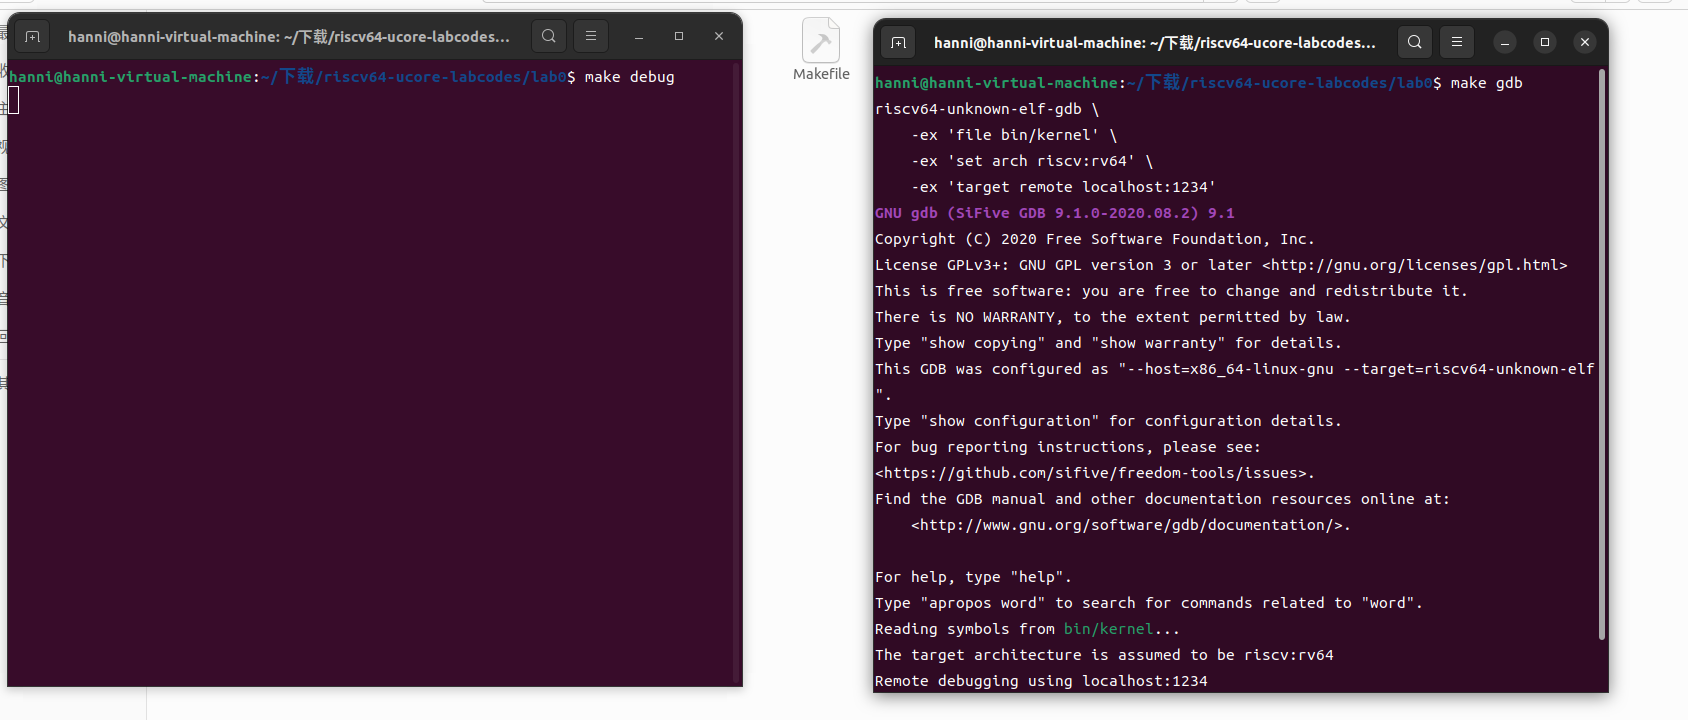 hanni@hanni-virtual-machine: ~/下载/riscv64-ucore-labcodes...
hanni@hanni-virtual-machine:~/下载/riscv64-ucore-labcodes/lab0$ make debug
Makefile
hanni@hanni-virtual-machine: ~/下载/riscv64-ucore-labcodes...
hanni@hanni-virtual-machine:~/下载/riscv64-ucore-labcodes/lab0$ make gdb
riscv64-unknown-elf-gdb \
    -ex 'file bin/kernel' \
    -ex 'set arch riscv:rv64' \
    -ex 'target remote localhost:1234'
GNU gdb (SiFive GDB 9.1.0-2020.08.2) 9.1
Copyright (C) 2020 Free Software Foundation, Inc.
License GPLv3+: GNU GPL version 3 or later <http://gnu.org/licenses/gpl.html>
This is free software: you are free to change and redistribute it.
There is NO WARRANTY, to the extent permitted by law.
Type "show copying" and "show warranty" for details.
This GDB was configured as "--host=x86_64-linux-gnu --target=riscv64-unknown-elf
".
Type "show configuration" for configuration details.
For bug reporting instructions, please see:
<https://github.com/sifive/freedom-tools/issues>.
Find the GDB manual and other documentation resources online at:
    <http://www.gnu.org/software/gdb/documentation/>.
For help, type "help".
Type "apropos word" to search for commands related to "word".
Reading symbols from bin/kernel...
The target architecture is assumed to be riscv:rv64
Remote debugging using localhost:1234